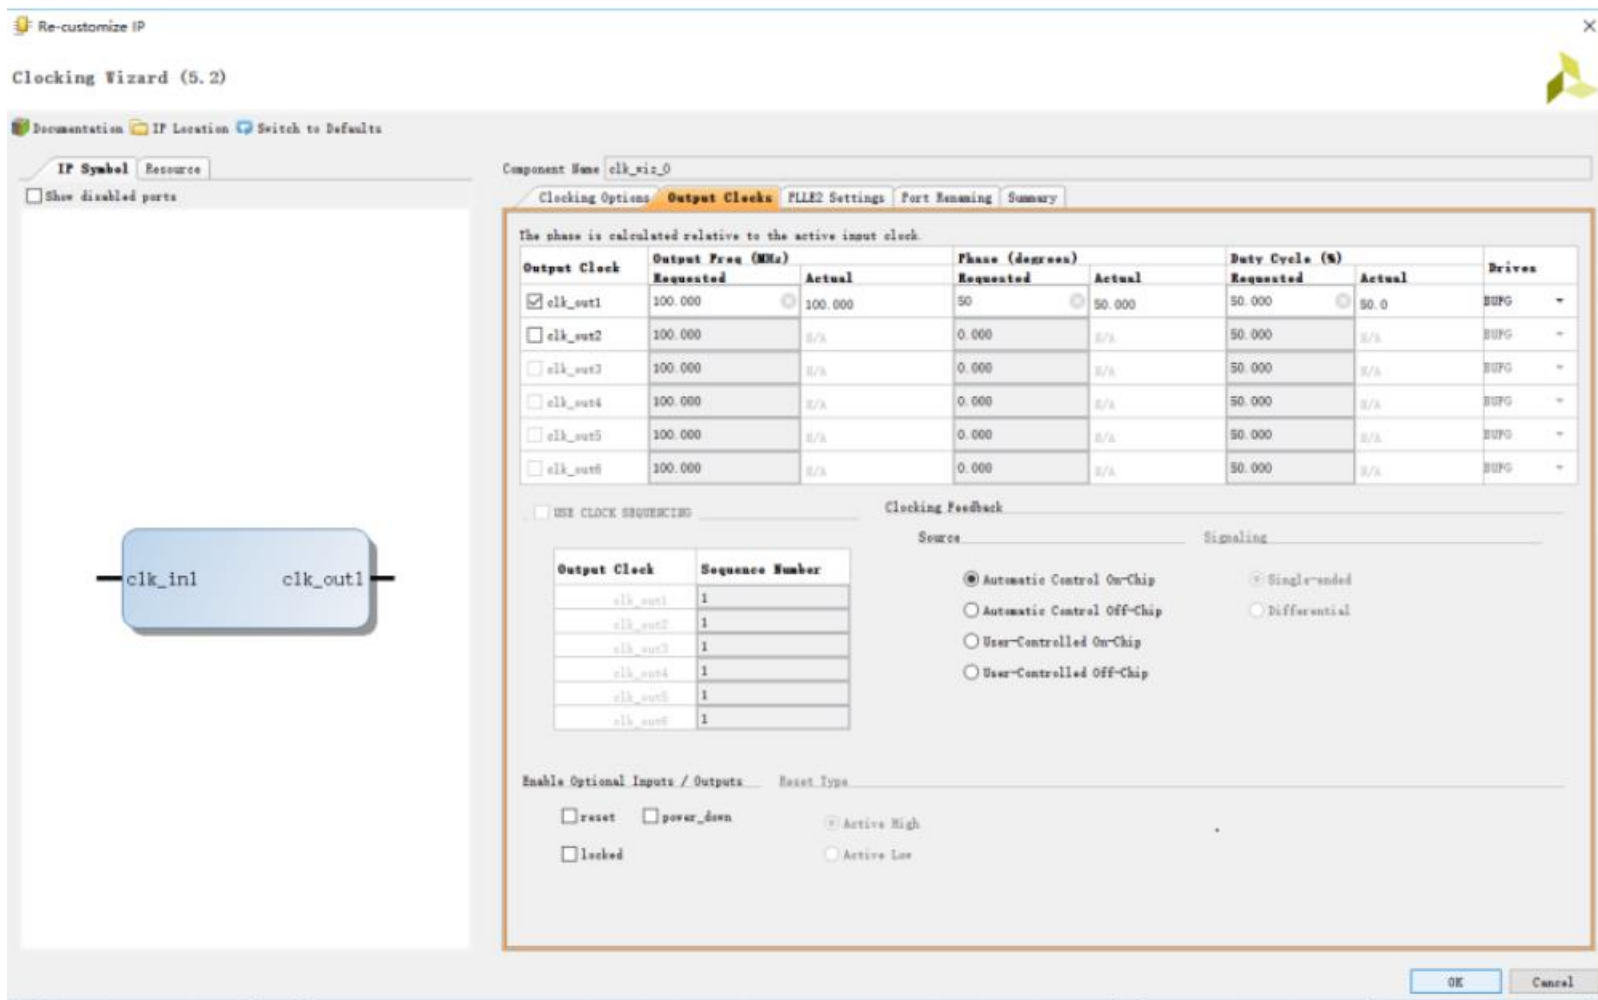 Re-customize IP
Clocking Wizard (5.2)
Documentation IP Location Switch to Defaults
IP Symbol Resource
Show disabled ports
clk_in1 clk_out1
Component Name clk_wiz_0
Clocking Options Output Clocks PLLE2 Settings Port Renaming Summary
The phase is calculated relative to the active input clock.
Output Clock Output Freq (MHz) Phase (degrees) Duty Cycle (%) Drives
Requested Actual Requested Actual Requested Actual
clk_out1 100.000 100.000 50 50.000 50.000 50.0 BUFG
clk_out2 100.000 N/A 0.000 N/A 50.000 N/A BUFG
clk_out3 100.000 N/A 0.000 N/A 50.000 N/A BUFG
clk_out4 100.000 N/A 0.000 N/A 50.000 N/A BUFG
clk_out5 100.000 N/A 0.000 N/A 50.000 N/A BUFG
clk_out6 100.000 N/A 0.000 N/A 50.000 N/A BUFG
USE CLOCK SEQUENCING
Output Clock Sequence Number
clk_out1 1
clk_out2 1
clk_out3 1
clk_out4 1
clk_out5 1
clk_out6 1
Clocking Feedback
Source Signaling
Automatic Control On-Chip Single-ended
Automatic Control Off-Chip Differential
User-Controlled On-Chip
User-Controlled Off-Chip
Enable Optional Inputs / Outputs Reset Type
reset power_down Active High
locked Active Low
OK Cancel